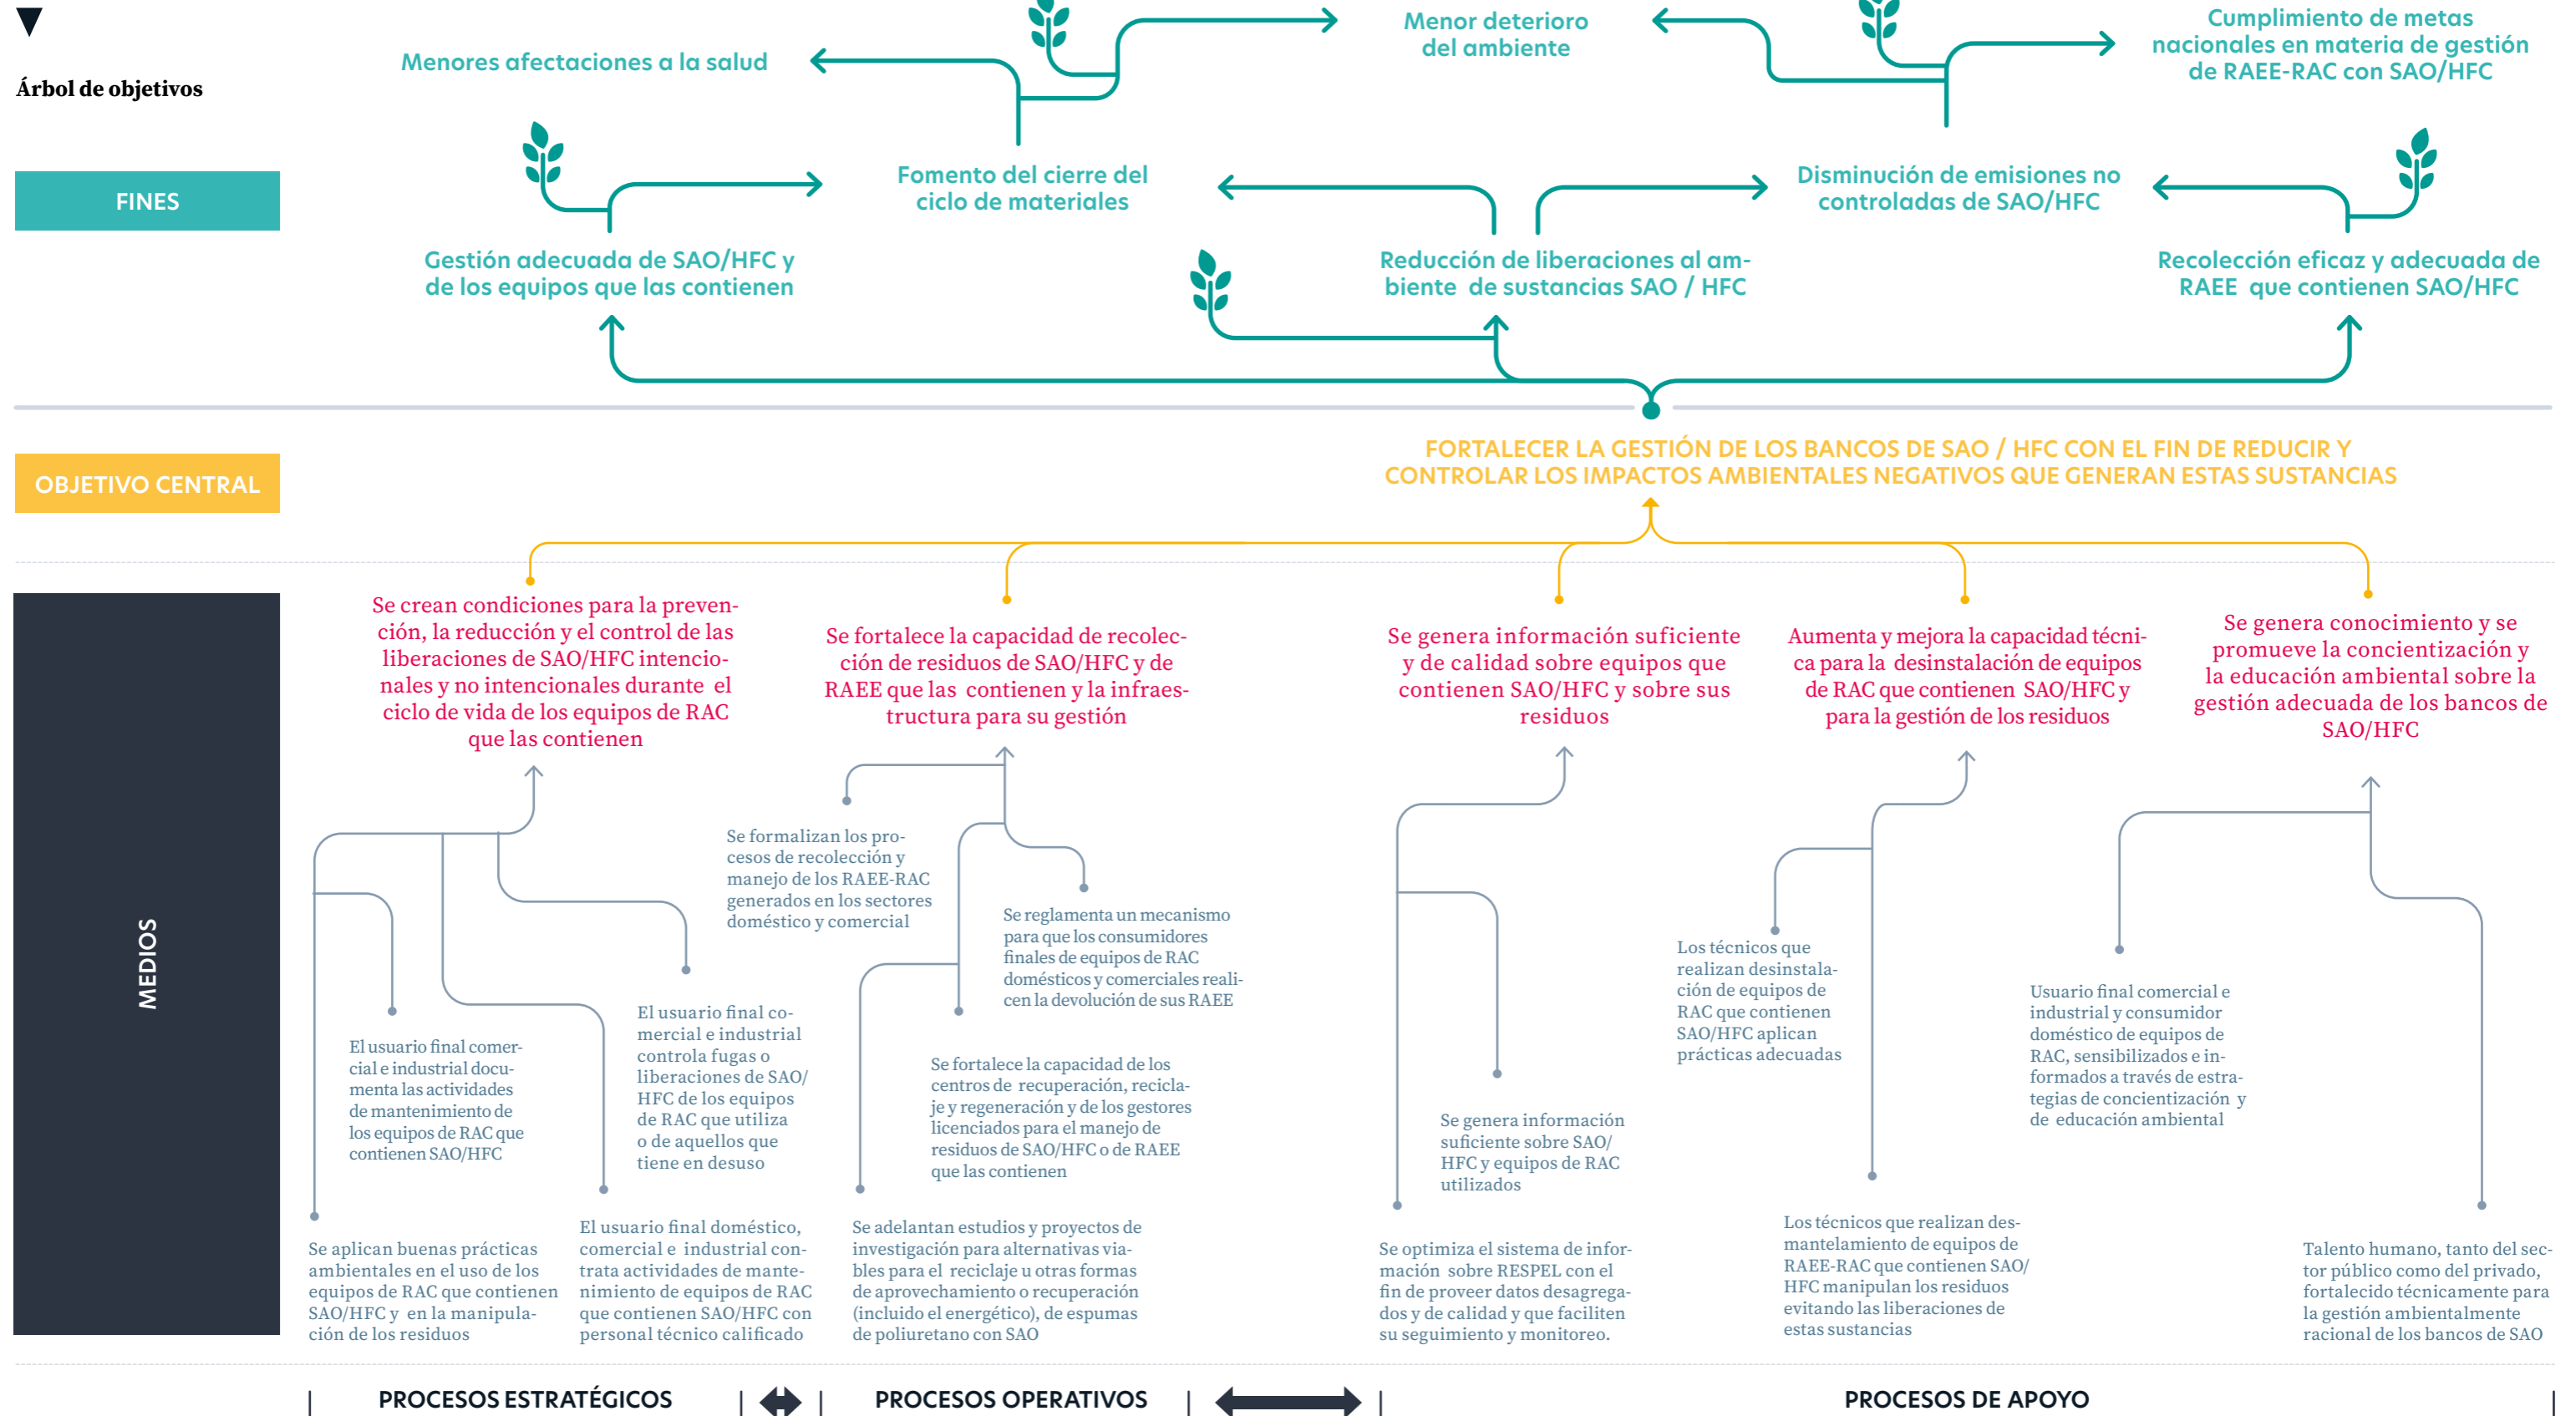 Árbol de objetivos
Menores afectaciones a la salud
Menor deterioro
del ambiente
Cumplimiento de metas
nacionales en materia de gestión
de RAEE-RAC con SAO/HFC
FINES
Fomento del cierre del
ciclo de materiales
Disminución de emisiones no
controladas de SAO/HFC
Gestión adecuada de SAO/HFC y
de los equipos que las contienen
Reducción de liberaciones al am-
biente de sustancias SAO / HFC
Recolección eficaz y adecuada de
RAEE que contienen SAO/HFC
OBJETIVO CENTRAL
FORTALECER LA GESTIÓN DE LOS BANCOS DE SAO / HFC CON EL FIN DE REDUCIR Y
CONTROLAR LOS IMPACTOS AMBIENTALES NEGATIVOS QUE GENERAN ESTAS SUSTANCIAS
MEDIOS
Se crean condiciones para la preven-
ción, la reducción y el control de las
liberaciones de SAO/HFC intencio-
nales y no intencionales durante el
ciclo de vida de los equipos de RAC
que las contienen
Se fortalece la capacidad de recolec-
ción de residuos de SAO/HFC y de
RAEE que las contienen y la infraes-
tructura para su gestión
Se genera información suficiente
y de calidad sobre equipos que
contienen SAO/HFC y sobre sus
residuos
Aumenta y mejora la capacidad técni-
ca para la desinstalación de equipos
de RAC que contienen SAO/HFC y
para la gestión de los residuos
Se genera conocimiento y se
promueve la concientización y
la educación ambiental sobre la
gestión adecuada de los bancos de
SAO/HFC
Se formalizan los pro-
cesos de recolección y
manejo de los RAEE-RAC
generados en los sectores
doméstico y comercial
Se reglamenta un mecanismo
para que los consumidores
finales de equipos de RAC
domésticos y comerciales reali-
cen la devolución de sus RAEE
Los técnicos que
realizan desinstala-
ción de equipos de
RAC que contienen
SAO/HFC aplican
prácticas adecuadas
Usuario final comercial e
industrial y consumidor
doméstico de equipos de
RAC, sensibilizados e in-
formados a través de estra-
tegias de concientización y
de educación ambiental
El usuario final comer-
cial e industrial docu-
menta las actividades
de mantenimiento de
los equipos de RAC que
contienen SAO/HFC
El usuario final co-
mercial e industrial
controla fugas o
liberaciones de SAO/
HFC de los equipos
de RAC que utiliza
o de aquellos que
tiene en desuso
Se fortalece la capacidad de los
centros de recuperación, recicla-
je y regeneración y de los gestores
licenciados para el manejo de
residuos de SAO/HFC o de RAEE
que las contienen
Se genera información
suficiente sobre SAO/
HFC y equipos de RAC
utilizados
Se aplican buenas prácticas
ambientales en el uso de los
equipos de RAC que contienen
SAO/HFC y en la manipula-
ción de los residuos
El usuario final doméstico,
comercial e industrial con-
trata actividades de mante-
nimiento de equipos de RAC
que contienen SAO/HFC con
personal técnico calificado
Se adelantan estudios y proyectos de
investigación para alternativas via-
bles para el reciclaje u otras formas
de aprovechamiento o recuperación
(incluido el energético), de espumas
de poliuretano con SAO
Se optimiza el sistema de infor-
mación sobre RESPEL con el
fin de proveer datos desagrega-
dos y de calidad y que faciliten
su seguimiento y monitoreo.
Los técnicos que realizan des-
mantelamiento de equipos de
RAEE-RAC que contienen SAO/
HFC manipulan los residuos
evitando las liberaciones de
estas sustancias
Talento humano, tanto del sec-
tor público como del privado,
fortalecido técnicamente para
la gestión ambientalmente
racional de los bancos de SAO
PROCESOS ESTRATÉGICOS
PROCESOS OPERATIVOS
PROCESOS DE APOYO